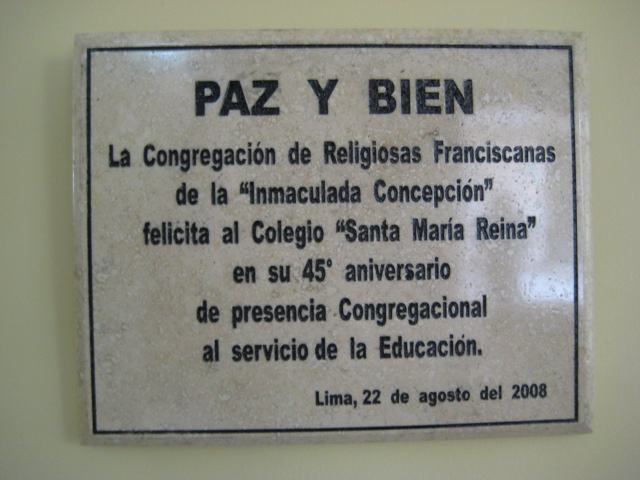 PAZ Y BIEN
La Congregación de Religiosas Franciscanas
de la “Inmaculada Concepción”
felicita al Colegio “Santa María Reina”
en su 45° aniversario
de presencia Congregacional
al servicio de la Educación.
Lima, 22 de agosto del 2008